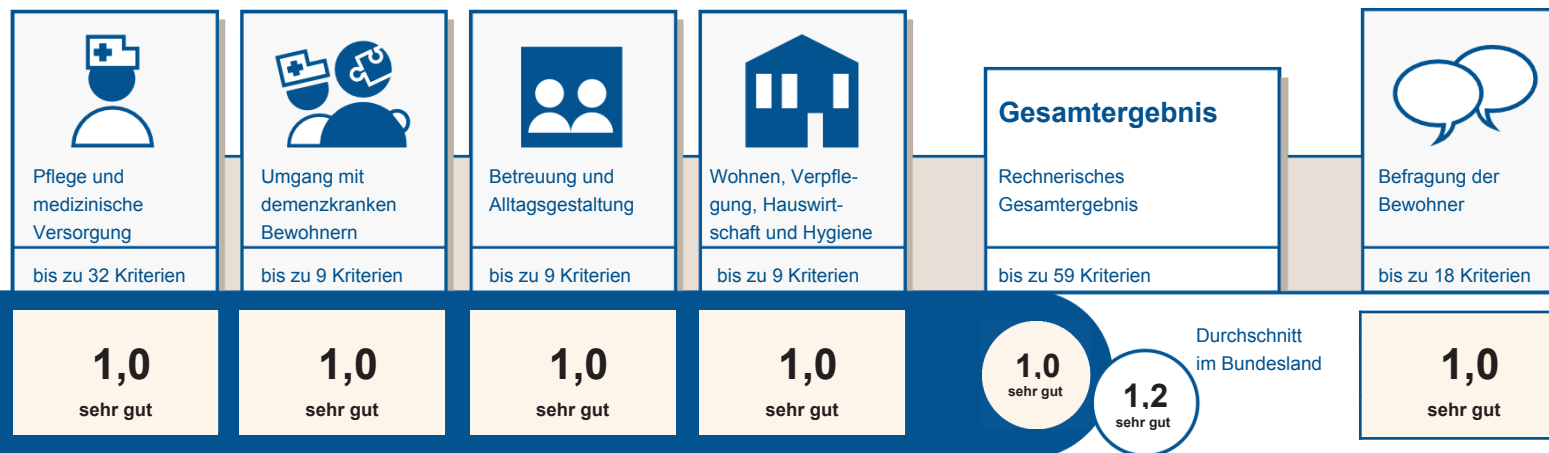 Pflege und
medizinische
Versorgung
bis zu 32 Kriterien
1,0
sehr gut
Umgang mit
demenzkranken
Bewohnern
bis zu 9 Kriterien
1,0
sehr gut
Betreuung und
Alltagsgestaltung
bis zu 9 Kriterien
1,0
sehr gut
Wohnen, Verpfle-
gung, Hauswirt-
schaft und Hygiene
bis zu 9 Kriterien
1,0
sehr gut
Gesamtergebnis
Rechnerisches
Gesamtergebnis
bis zu 59 Kriterien
1,0
sehr gut
1,2
sehr gut
Durchschnitt
im Bundesland
Befragung der
Bewohner
bis zu 18 Kriterien
1,0
sehr gut